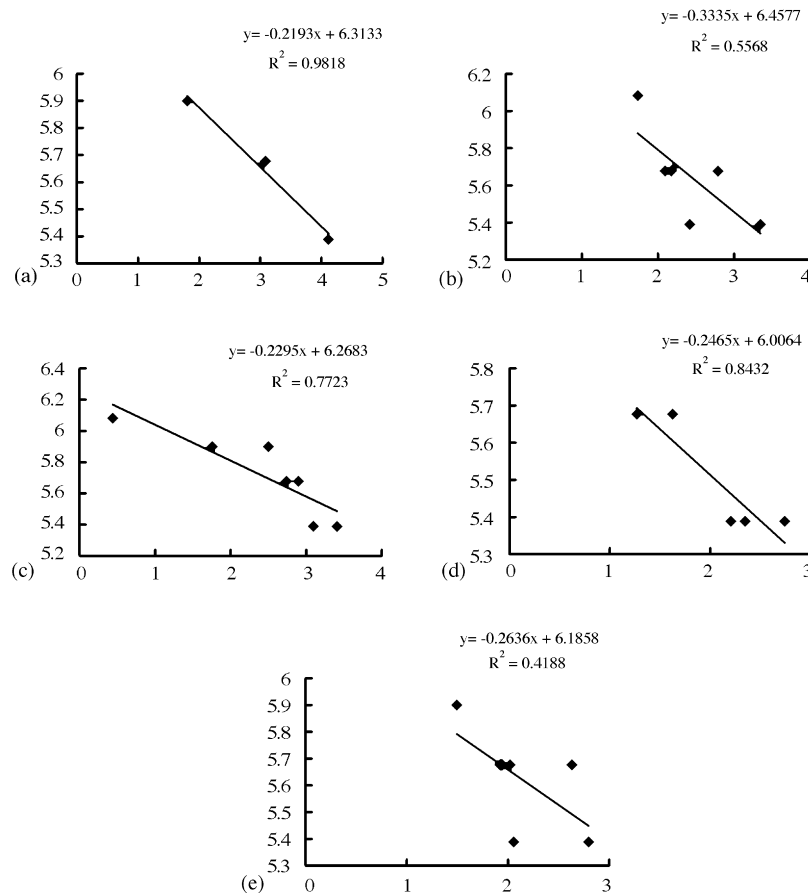 y= -0.2193x + 6.3133
R² = 0.9818
6
5.9
5.8
5.7
5.6
5.5
5.4
5.3
0 1 2 3 4 5
(a)
y= -0.3335x + 6.4577
R² = 0.5568
6.2
6
5.8
5.6
5.4
5.2
0 1 2 3 4
(b)
y= -0.2295x + 6.2683
R² = 0.7723
6.4
6.2
6
5.8
5.6
5.4
5.2
0 1 2 3 4
(c)
y= -0.2465x + 6.0064
R² = 0.8432
5.8
5.7
5.6
5.5
5.4
5.3
0 1 2 3
(d)
y= -0.2636x + 6.1858
R² = 0.4188
6
5.9
5.8
5.7
5.6
5.5
5.4
5.3
0 1 2 3
(e)